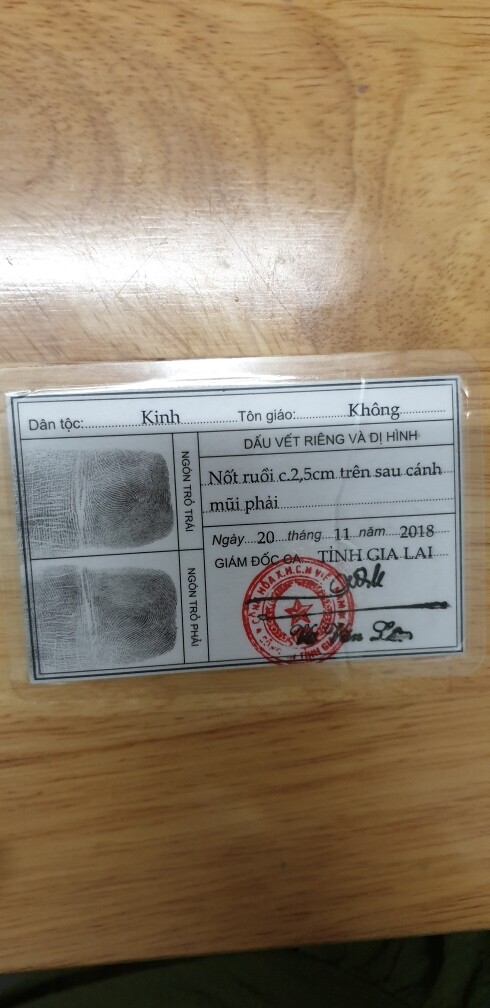 Dân tộc: Kinh Tôn giáo: Không
DẤU VẾT RIÊNG VÀ DỊ HÌNH
Nốt ruồi c.2,5cm trên sau cánh
mũi phải
NGÓN TRỎ TRÁI
NGÓN TRỎ PHẢI
Ngày 20 tháng 11 năm 2018
GIÁM ĐỐC CA. TỈNH GIA LAI